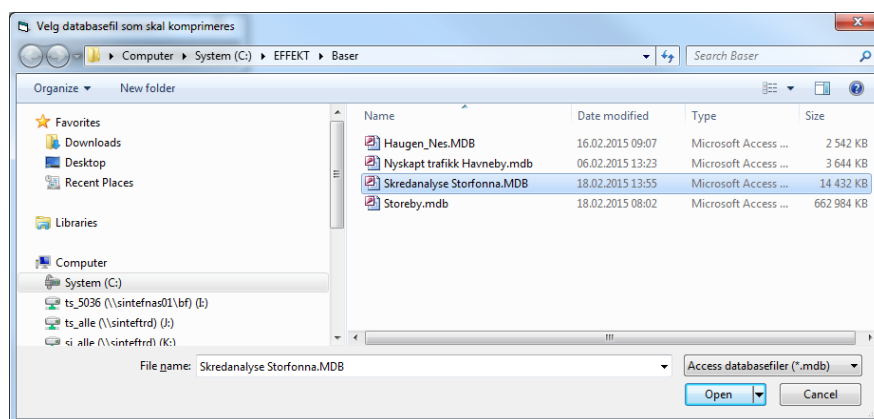 Velg databasefil som skal komprimeres
Computer System (C:) EFFEKT Baser Search Baser
Organize New folder
Favorites
Downloads
Desktop
Recent Places
Libraries
Computer
System (C:)
ts_5036 (\\sintefnas01\bf) (I:)
ts_alle (\\sinteftrd) (J:)
si_alle (\\sinteftrd) (K:)
Name Date modified Type Size
Haugen_Nes.MDB 16.02.2015 09:07 Microsoft Access ... 2 542 KB
Nyskapt trafikk Havneby.mdb 06.02.2015 13:23 Microsoft Access ... 3 644 KB
Skredanalyse Storfonna.MDB 18.02.2015 13:55 Microsoft Access ... 14 432 KB
Storeby.mdb 18.02.2015 08:02 Microsoft Access ... 662 984 KB
File name: Skredanalyse Storfonna.MDB Access databasefiler (*.mdb)
Open Cancel